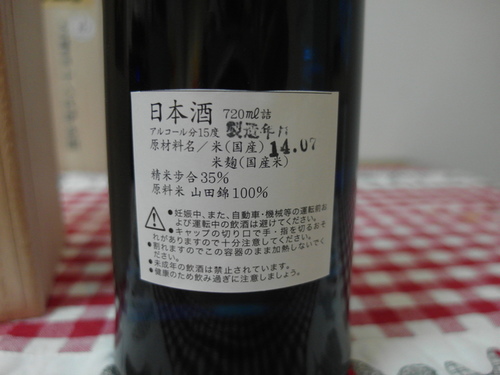 日本酒 720ml詰
アルコール分15度 製造年月
原材料名／米(国産) 14.07
米麹(国産米)
精米歩合35%
原料米 山田錦100%
●妊娠中、また、自動車・機械等の運転前お
よび運転中の飲酒は避けてください。
●キャップの切り口で手・指を切るおそ
れがありますので十分注意してください。
●割れますのでこの容器のまま加熱しないでく
ださい。
●未成年の飲酒は禁止されています。
●健康のため飲み過ぎに注意しましょう。